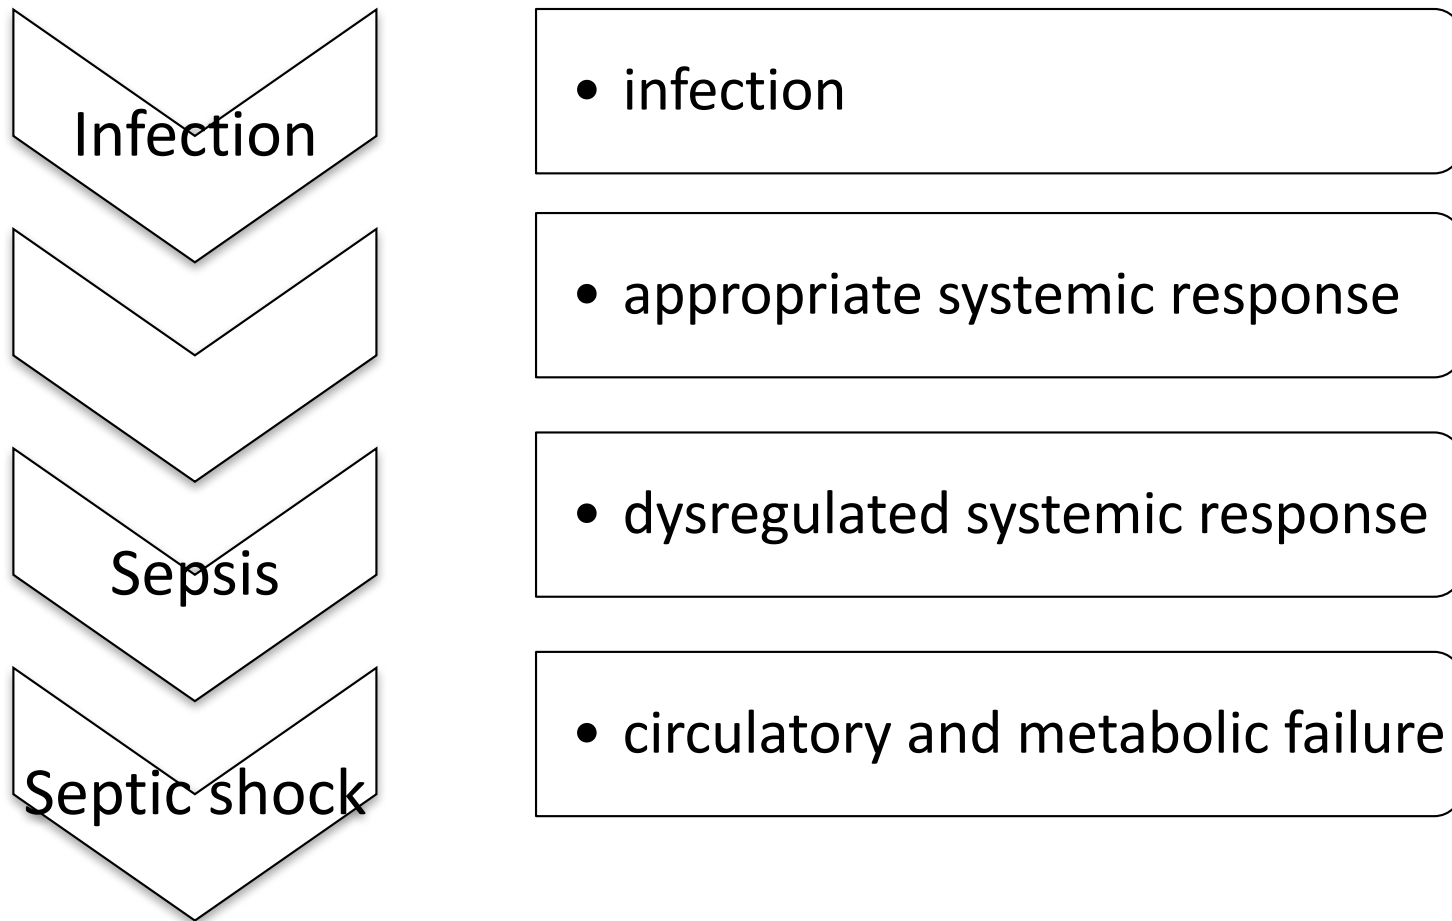 Infection
• infection
• appropriate systemic response
Sepsis
• dysregulated systemic response
Septic shock
• circulatory and metabolic failure